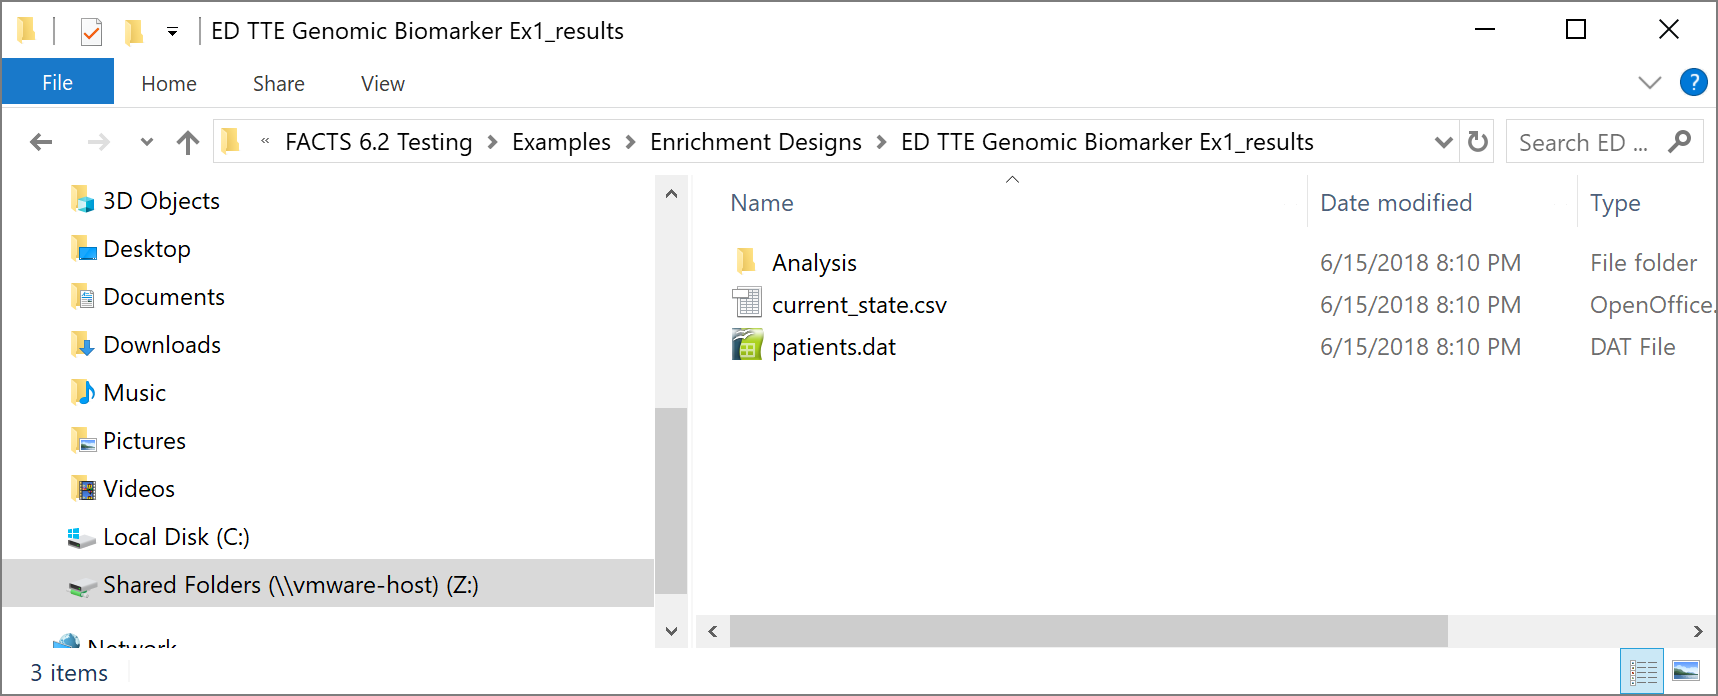 ED TTE Genomic Biomarker Ex1_results
File Home Share View ?
« FACTS 6.2 Testing > Examples > Enrichment Designs > ED TTE Genomic Biomarker Ex1_results Search ED ...
3D Objects
Desktop
Documents
Downloads
Music
Pictures
Videos
Local Disk (C:)
Shared Folders (\\vmware-host) (Z:)
Network
Name Date modified Type
Analysis 6/15/2018 8:10 PM File folder
current_state.csv 6/15/2018 8:10 PM OpenOffice.
patients.dat 6/15/2018 8:10 PM DAT File
3 items